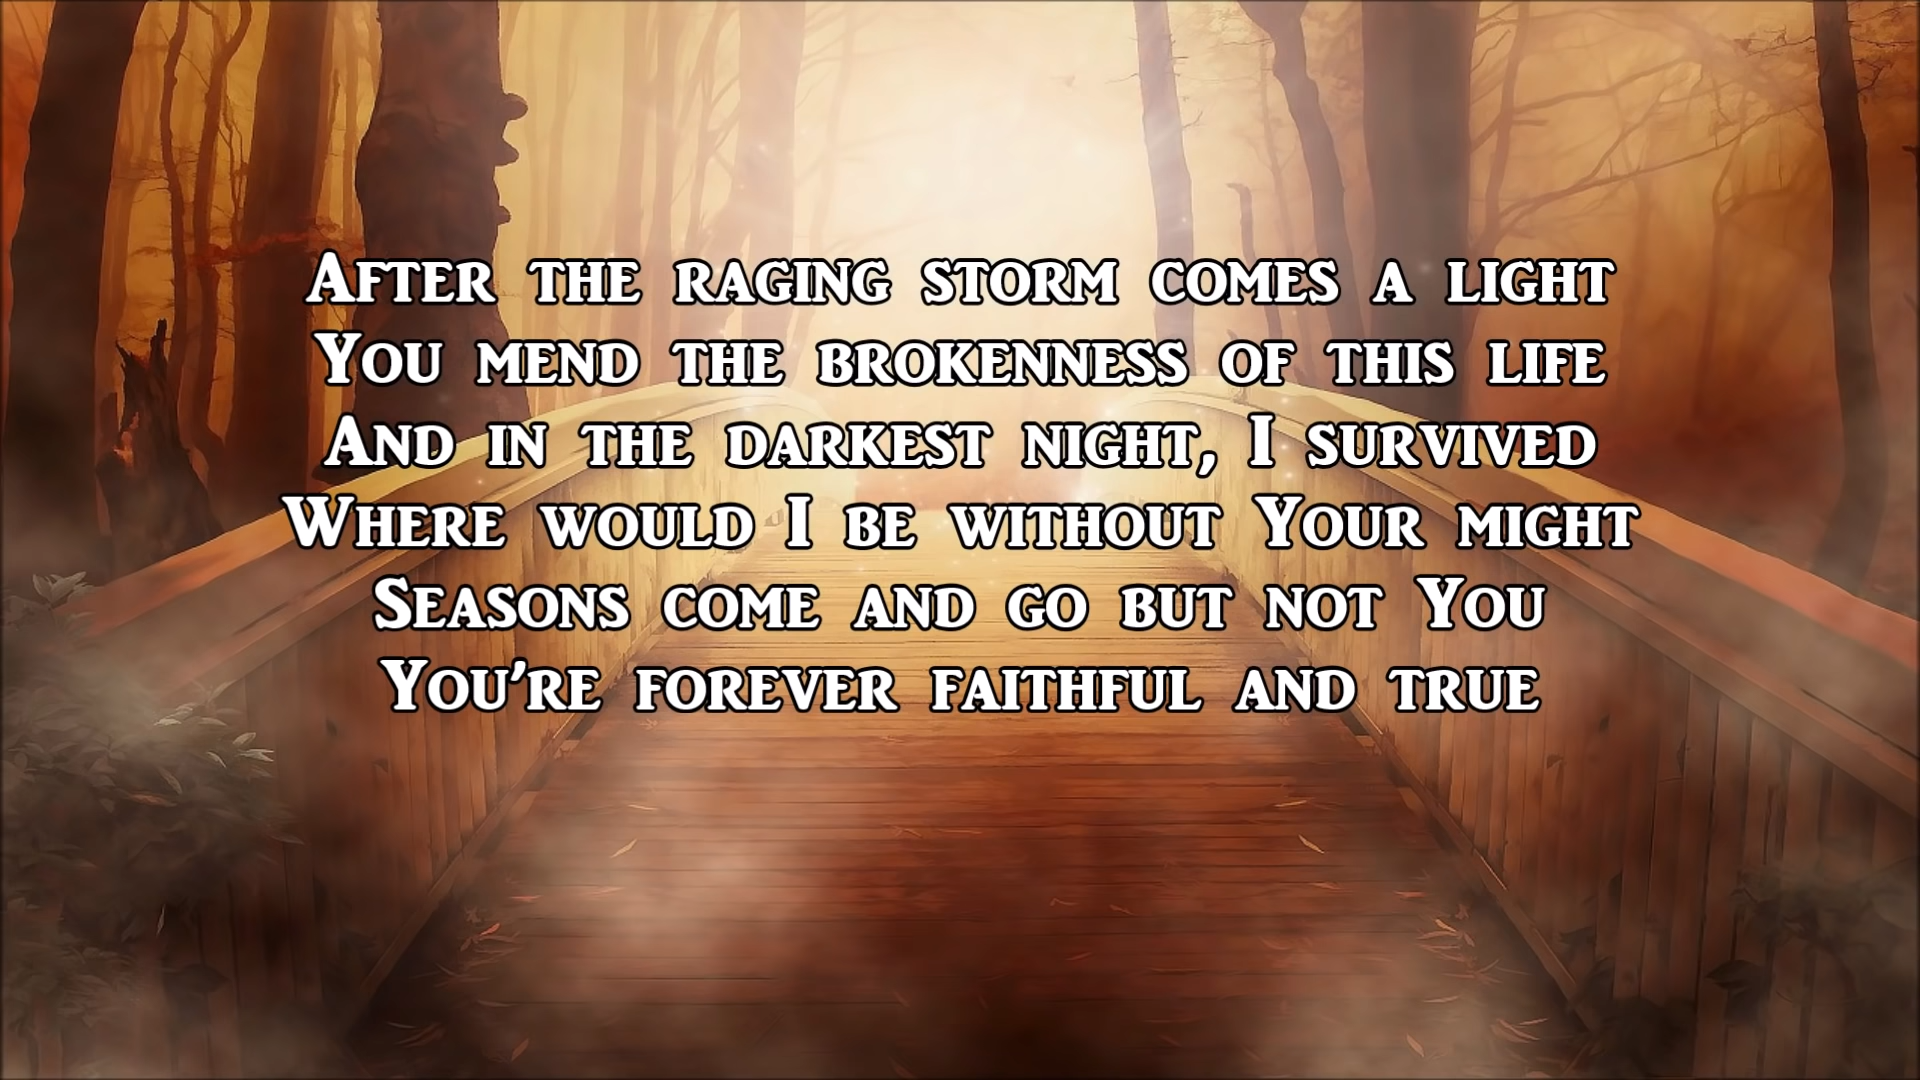 After the raging storm comes a light
You mend the brokenness of this life
And in the darkest night, I survived
Where would I be without Your might
Seasons come and go but not You
You're forever faithful and true